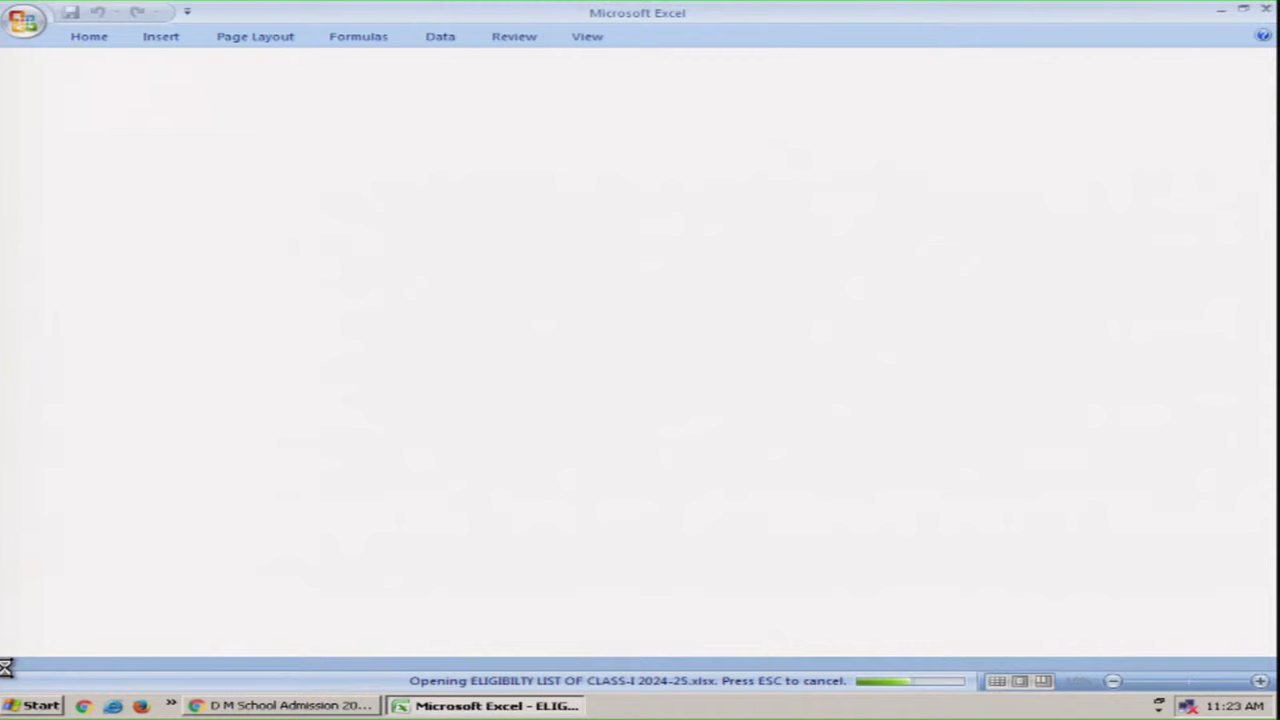 Microsoft Excel
Home Insert Page Layout Formulas Data Review View
Opening ELIGIBILTY LIST OF CLASS-I 2024-25.xlsx. Press ESC to cancel.
Start D M School Admission 20... Microsoft Excel - ELIG... 11:23 AM